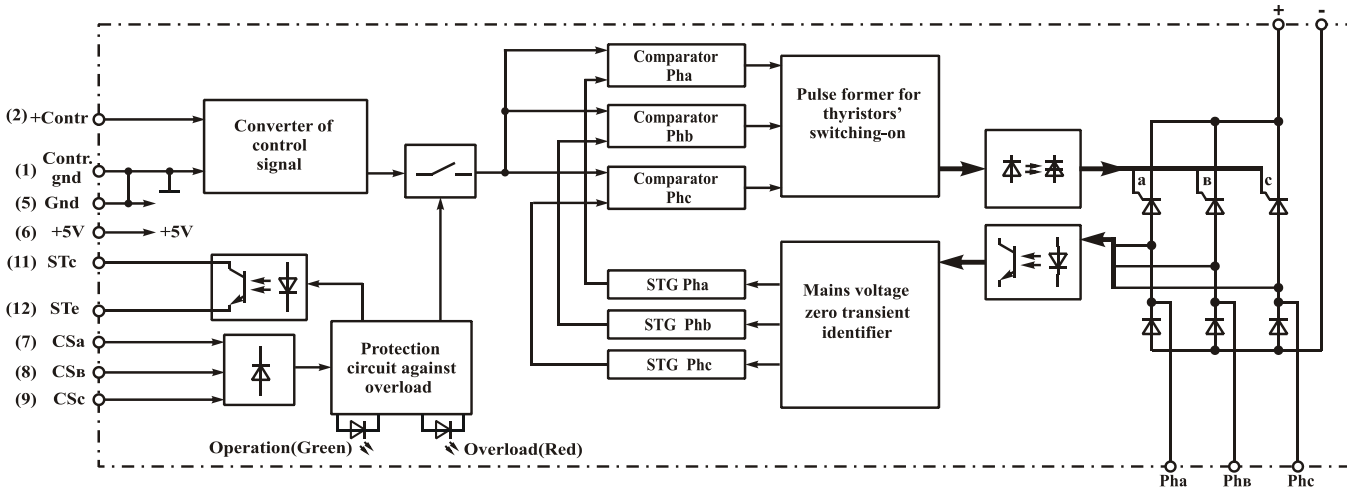 + -
(2) +Contr
(1) Contr.
gnd
(5) Gnd
(6) +5V
+5V
(11) STc
(12) STe
(7) CSa
(8) CSв
(9) CSc
Converter of
control
signal
Protection
circuit against
overload
Operation(Green)
Overload(Red)
Comparator
Pha
Comparator
Phb
Comparator
Phc
STG Pha
STG Phb
STG Phc
Pulse former for
thyristors'
switching-on
Mains voltage
zero transient
identifier
a в c
Pha Phв Phc